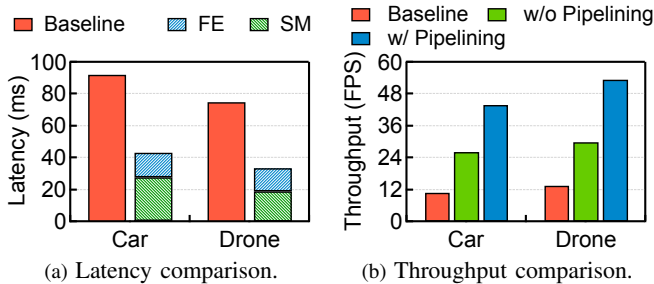 Baseline FE SM
Latency (ms)
100
80
60
40
20
0
Car Drone
(a) Latency comparison.
Baseline w/o Pipelining
w/ Pipelining
Throughput (FPS)
60
48
36
24
12
0
Car Drone
(b) Throughput comparison.